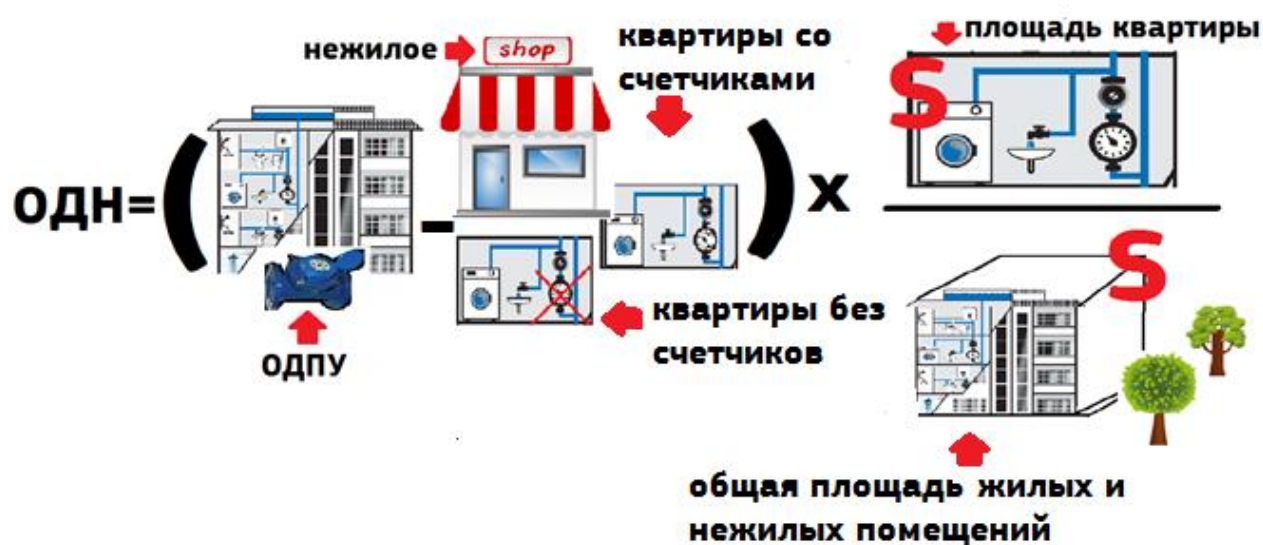 нежилое
shop
квартиры со
счетчиками
площадь квартиры
S
ОДН=( - ) х
S
квартиры без
счетчиков
ОДПУ
общая площадь жилых и
нежилых помещений